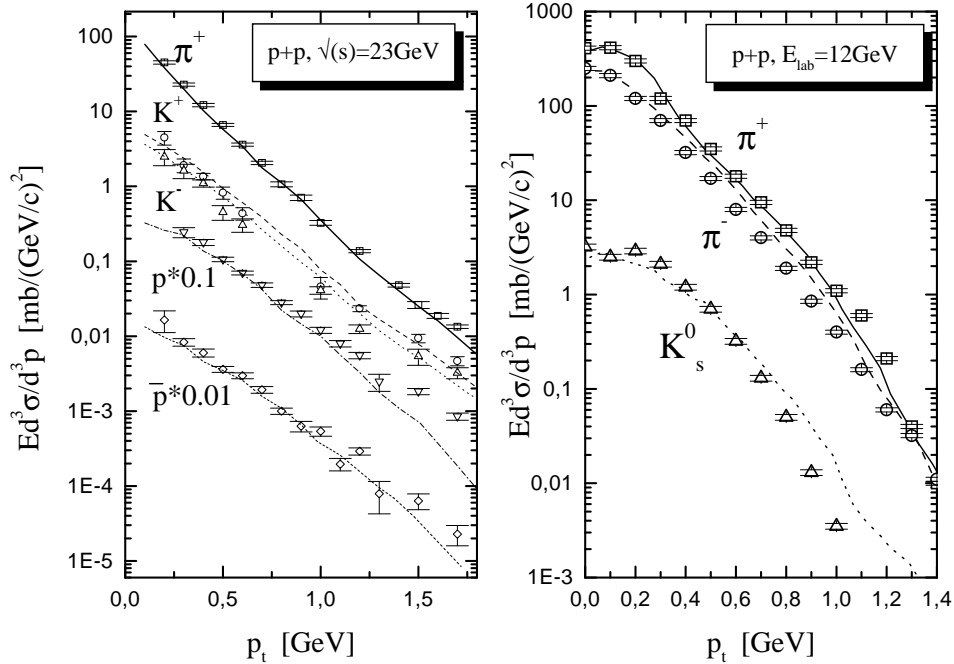 p+p, √(s)=23GeV
100
10
1
0,1
0,01
1E-3
1E-4
1E-5
Ed³σ/d³p [mb/(GeV/c)²]
π⁺
K⁺
K⁻
p*0.1
p̅*0.01
0,0 0,5 1,0 1,5
pₜ [GeV]
p+p, E_lab=12GeV
1000
100
10
1
0,1
0,01
1E-3
Ed³σ/d³p [mb/(GeV/c)²]
π⁺
π⁻
K⁰ₛ
0,0 0,2 0,4 0,6 0,8 1,0 1,2 1,4
pₜ [GeV]